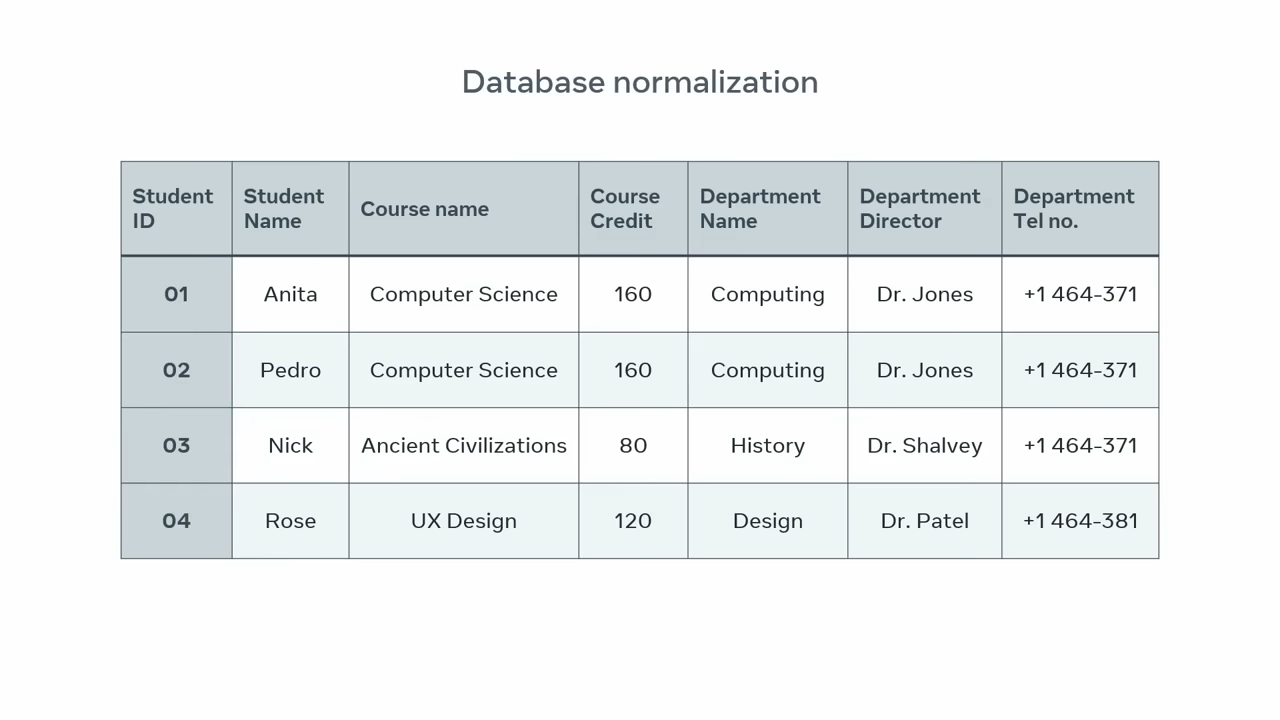 Database normalization
Student ID | Student Name | Course name | Course Credit | Department Name | Department Director | Department Tel no.
01 | Anita | Computer Science | 160 | Computing | Dr. Jones | +1 464-371
02 | Pedro | Computer Science | 160 | Computing | Dr. Jones | +1 464-371
03 | Nick | Ancient Civilizations | 80 | History | Dr. Shalvey | +1 464-371
04 | Rose | UX Design | 120 | Design | Dr. Patel | +1 464-381